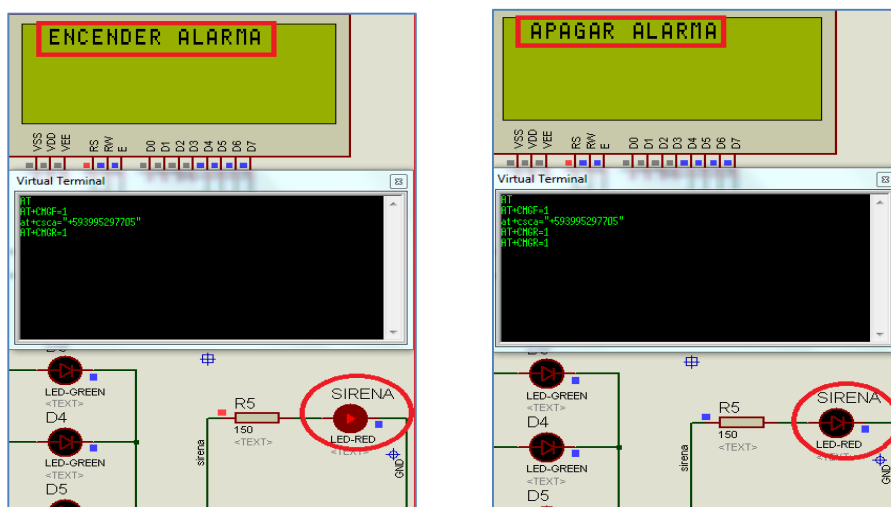 ENCENDER ALARMA
VSS
VDD
VEE
RS
RW
E
D0
D1
D2
D3
D4
D5
D6
D7
Virtual Terminal
AT
AT+CMGF=1
at+csca="+593995297705"
AT+CMGR=1
LED-GREEN
<TEXT>
D4
LED-GREEN
<TEXT>
D5
R5
150
<TEXT>
sirena
SIRENA
LED-RED
<TEXT>
GND
APAGAR ALARMA
VSS
VDD
VEE
RS
RW
E
D0
D1
D2
D3
D4
D5
D6
D7
Virtual Terminal
AT
AT+CMGF=1
at+csca="+593995297705"
AT+CMGR=1
AT+CMGR=1
LED-GREEN
<TEXT>
D4
LED-GREEN
<TEXT>
D5
R5
150
<TEXT>
sirena
SIRENA
LED-RED
<TEXT>
GND